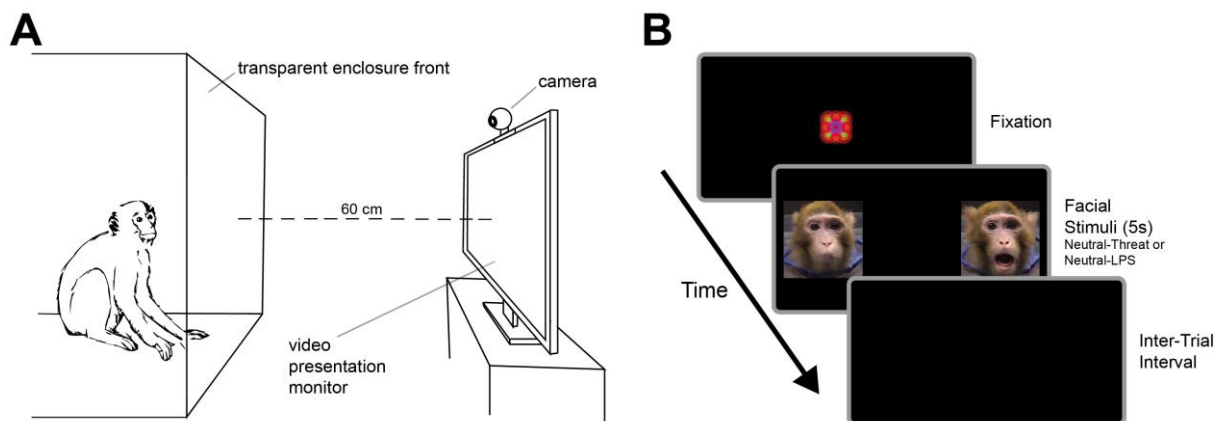 A
transparent enclosure front
camera
60 cm
video
presentation
monitor
B
Fixation
Facial
Stimuli (5s)
Neutral-Threat or
Neutral-LPS
Time
Inter-Trial
Interval